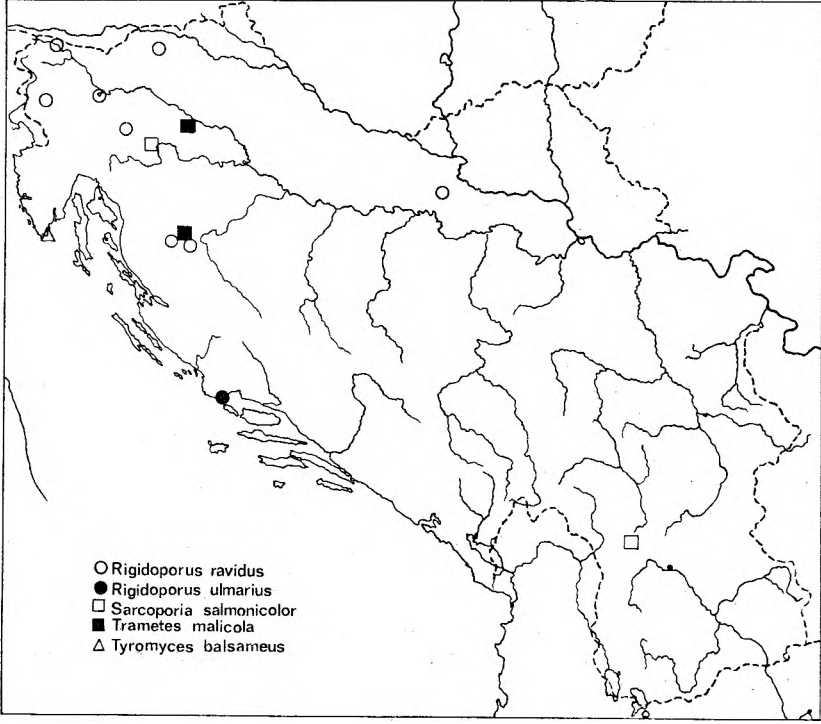 Rigidoporus ravidus
Rigidoporus ulmarius
Sarcoporia salmonicolor
Trametes malicola
Tyromyces balsameus